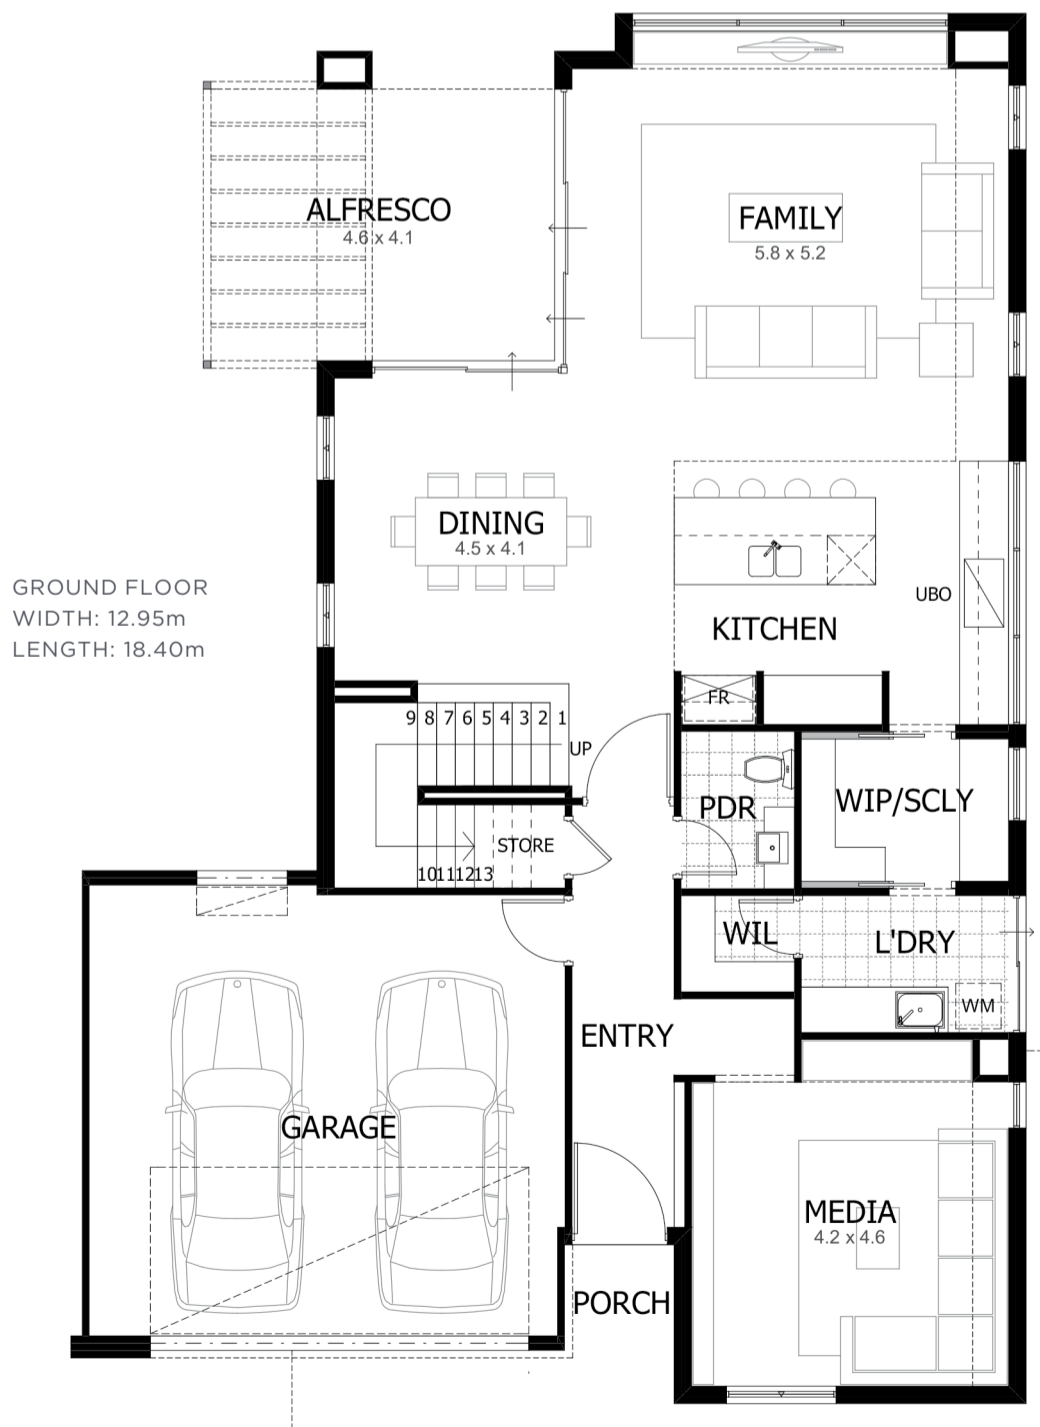 ALFRESCO
4.6 x 4.1
FAMILY
5.8 x 5.2
DINING
4.5 x 4.1
GROUND FLOOR
WIDTH: 12.95m
LENGTH: 18.40m
UBO
KITCHEN
FR
9 8 7 6 5 4 3 2 1
UP
PDR
WIP/SCLY
STORE
10 11 12 13
WIL
L'DRY
WM
ENTRY
GARAGE
MEDIA
4.2 x 4.6
PORCH